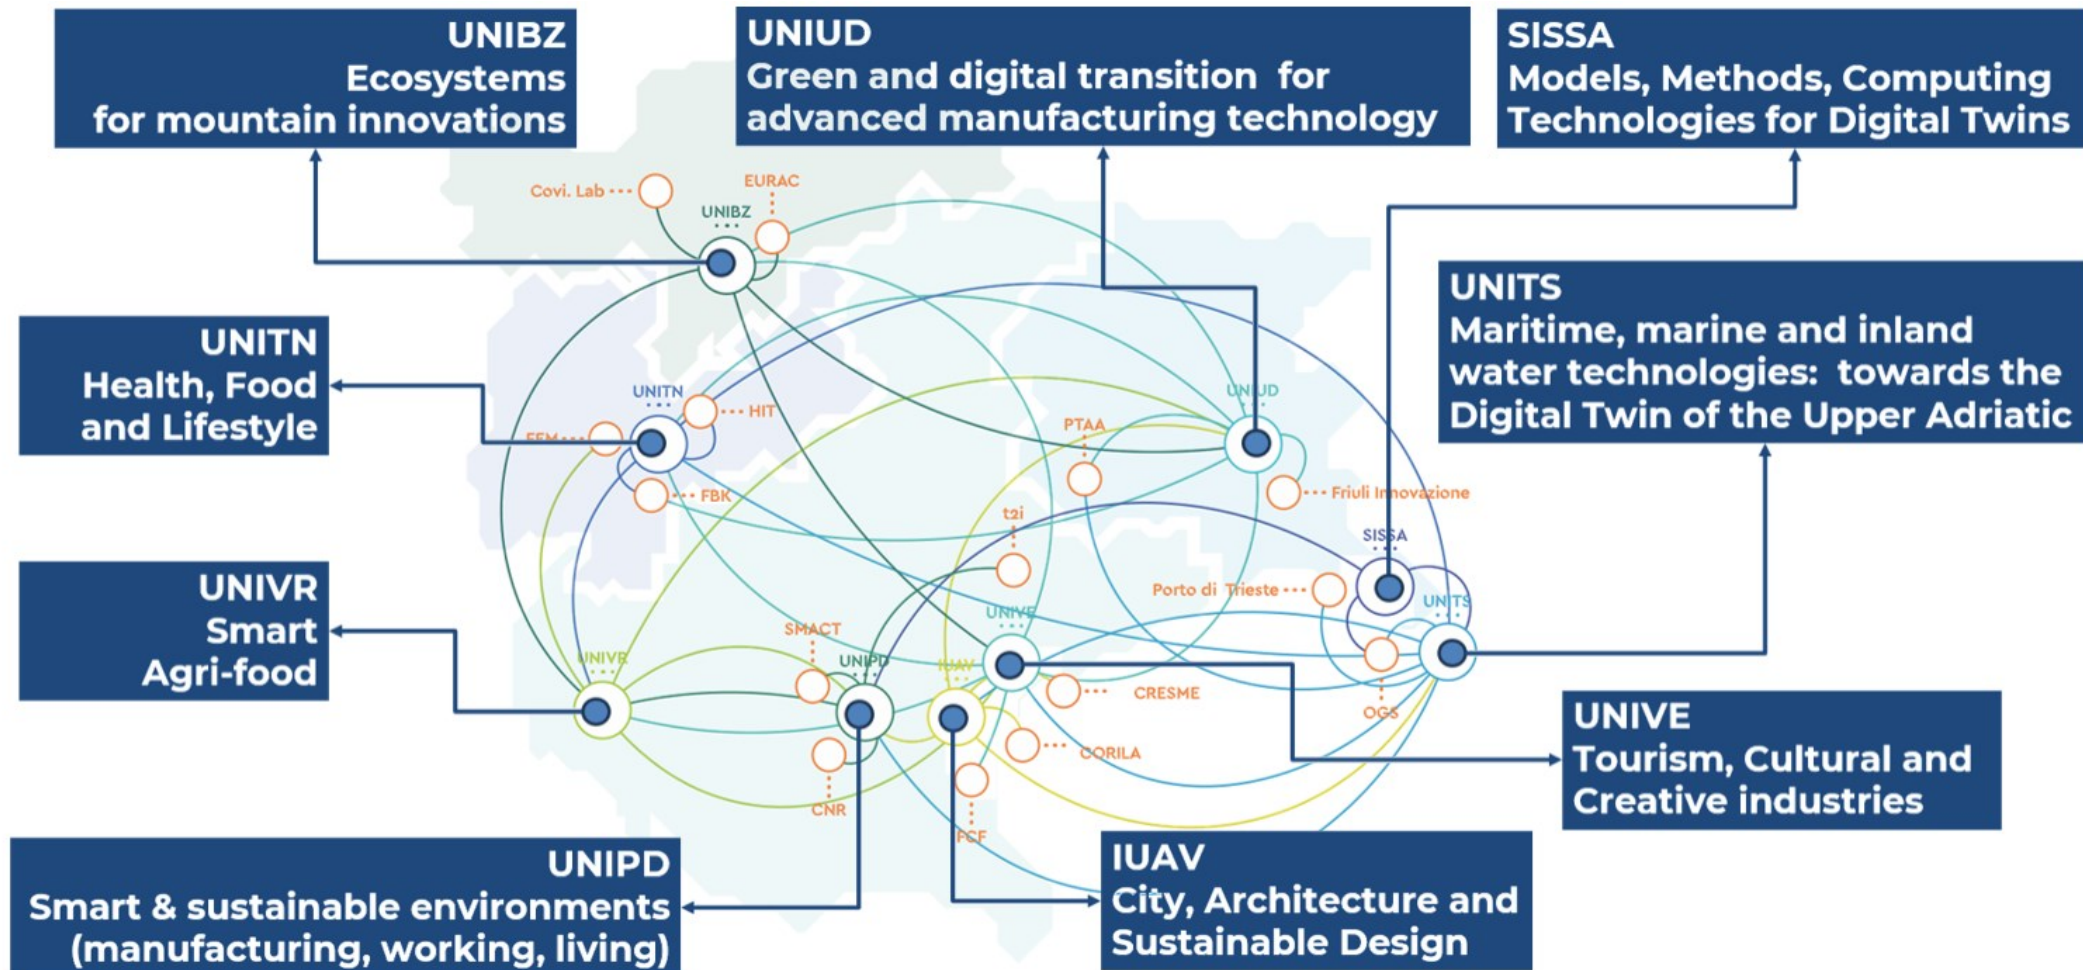 UNIBZ
Ecosystems
for mountain innovations
UNIUD
Green and digital transition for
advanced manufacturing technology
SISSA
Models, Methods, Computing
Technologies for Digital Twins
Covi. Lab
EURAC
UNIBZ
UNITN
Health, Food
and Lifestyle
UNITS
Maritime, marine and inland
water technologies: towards the
Digital Twin of the Upper Adriatic
UNITN
HIT
FBK
UNIUD
PTAA
Friuli Innovazione
t2i
SISSA
Porto di Trieste
UNITS
OGS
UNIVR
Smart
Agri-food
UNIVR
SMACT
UNIPD
IUAV
UNIVE
CRESME
CORILA
CNR
FCF
UNIVE
Tourism, Cultural and
Creative industries
UNIPD
Smart & sustainable environments
(manufacturing, working, living)
IUAV
City, Architecture and
Sustainable Design